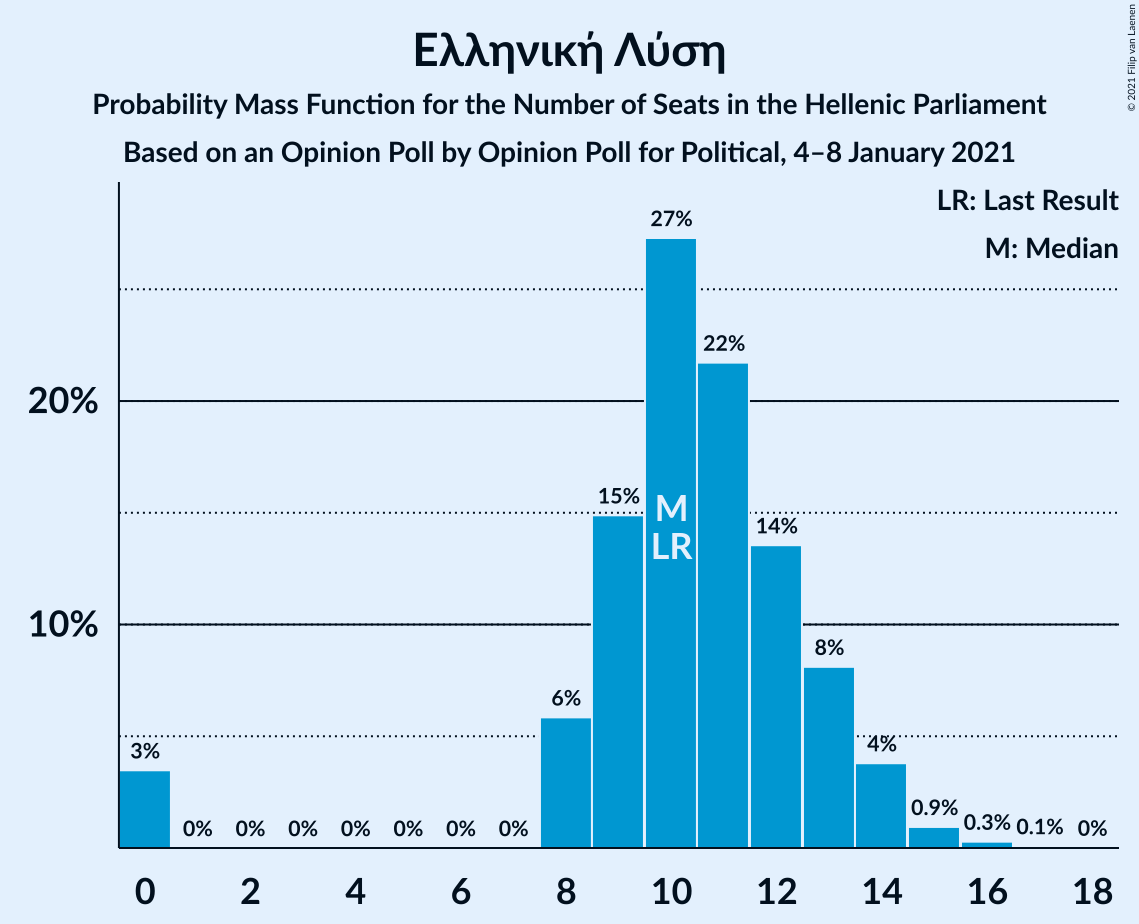 Ελληνική Λύση
Probability Mass Function for the Number of Seats in the Hellenic Parliament
Based on an Opinion Poll by Opinion Poll for Political, 4–8 January 2021
© 2021 Filip van Laenen
LR: Last Result
M: Median
27%
22%
20%
15%
14%
M
LR
10%
8%
6%
4%
3%
0% 0% 0% 0% 0% 0% 0%
0.9%
0.3%
0.1%
0%
0 2 4 6 8 10 12 14 16 18